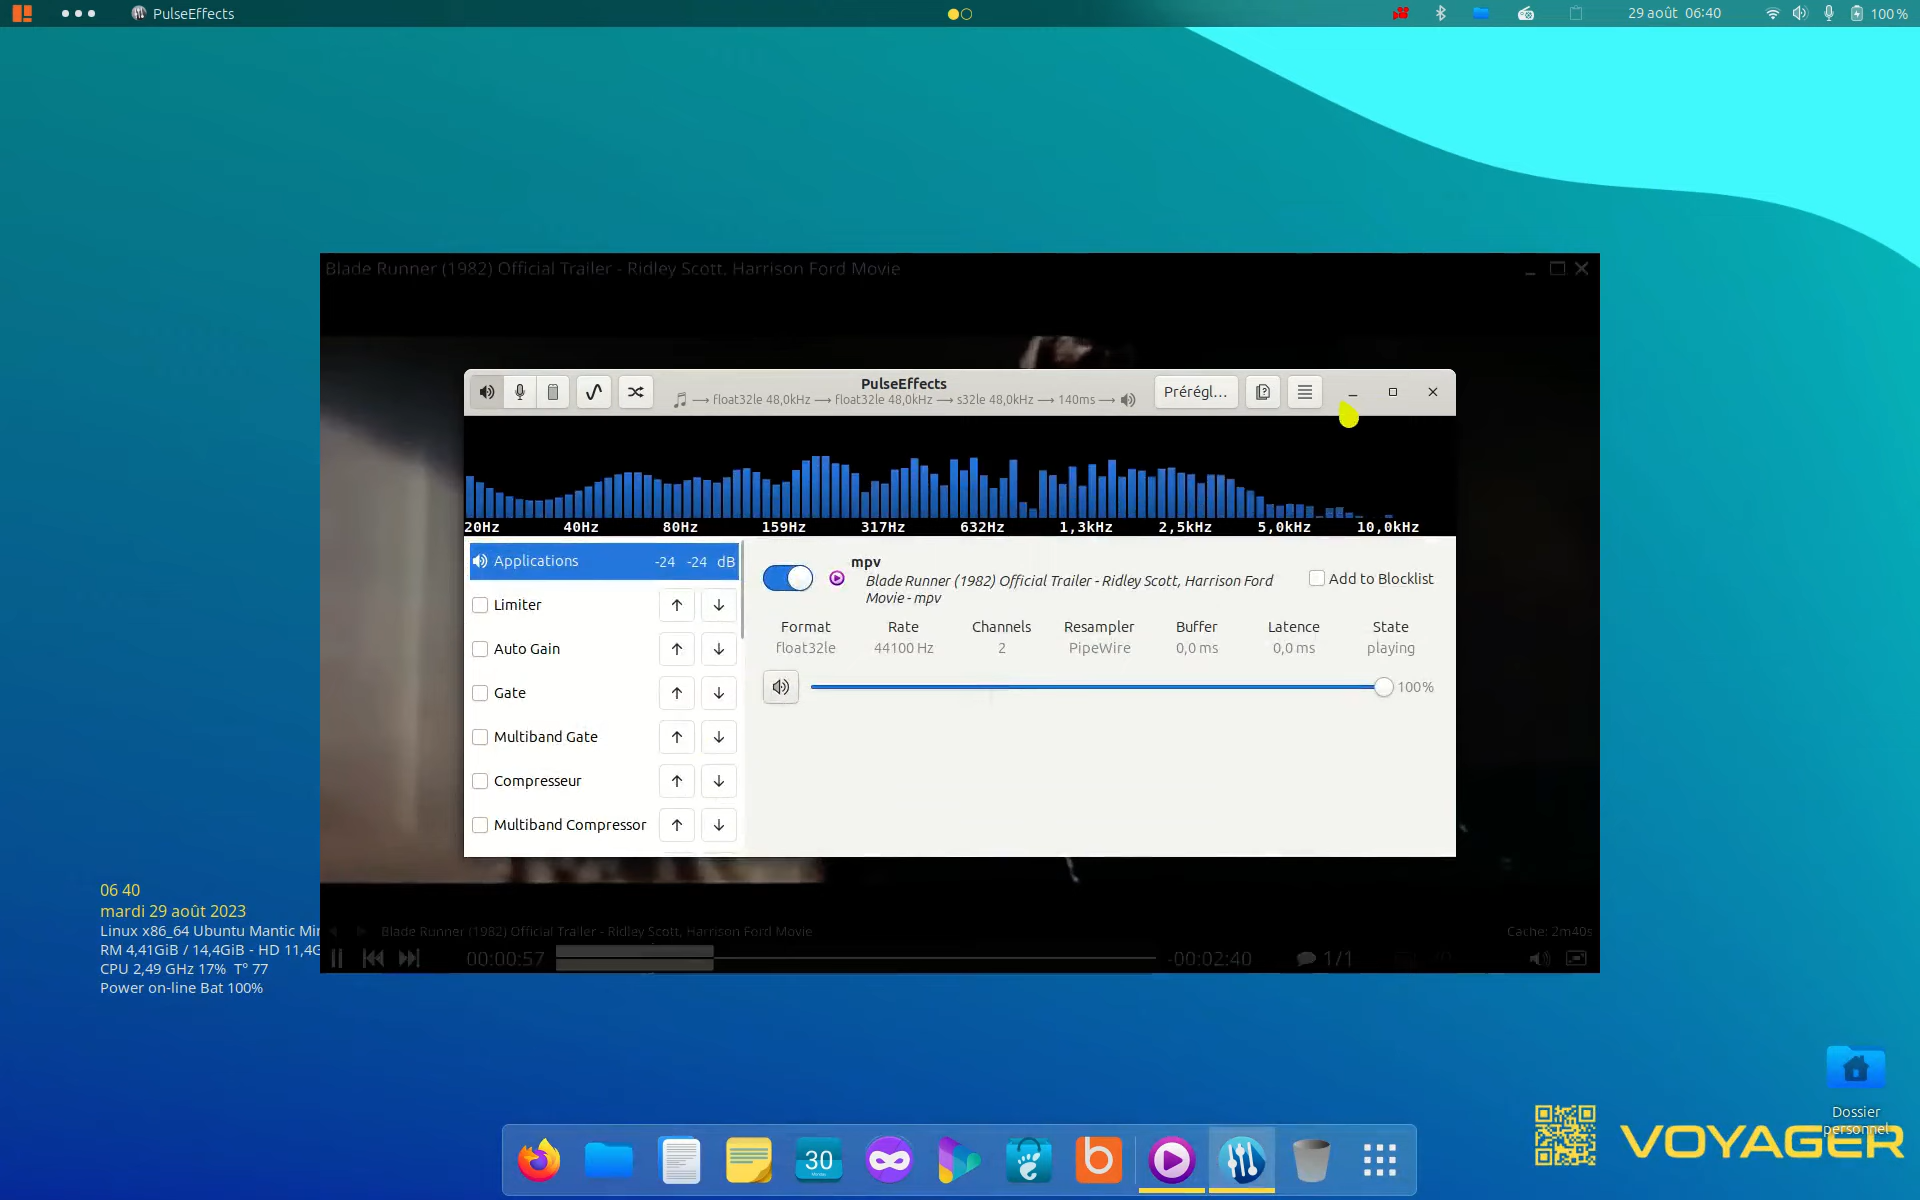 PulseEffects
29 août 06:40
100 %
Blade Runner (1982) Official Trailer - Ridley Scott, Harrison Ford Movie
PulseEffects
float32le 48,0kHz ⟶ float32le 48,0kHz ⟶ s32le 48,0kHz ⟶ 140ms ⟶
Prérégl...
20Hz 40Hz 80Hz 159Hz 317Hz 632Hz 1,3kHz 2,5kHz 5,0kHz 10,0kHz
Applications -24 -24 dB
Limiter
Auto Gain
Gate
Multiband Gate
Compresseur
Multiband Compressor
mpv
Blade Runner (1982) Official Trailer - Ridley Scott, Harrison Ford
Movie - mpv
Add to Blocklist
Format Rate Channels Resampler Buffer Latence State
float32le 44100 Hz 2 PipeWire 0,0 ms 0,0 ms playing
100%
Blade Runner (1982) Official Trailer - Ridley Scott, Harrison Ford Movie
Cache: 2m40s
00:00:57
-00:02:40
1/1
06 40
mardi 29 août 2023
Linux x86_64 Ubuntu Mantic Mi
RM 4,41GiB / 14,4GiB - HD 11,4G
CPU 2,49 GHz 17% T° 77
Power on-line Bat 100%
Dossier
personnel
VOYAGER
30